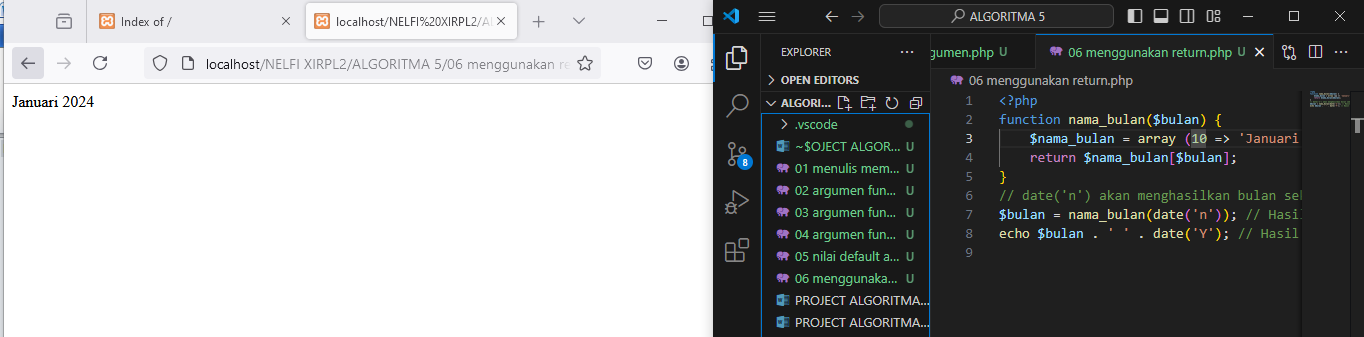 Index of /
localhost/NELFI%20XIRPL2/AL
localhost/NELFI XIRPL2/ALGORITMA 5/06 menggunakan re
Januari 2024
ALGORITMA 5
EXPLORER
OPEN EDITORS
ALGORI...
.vscode
~$OJECT ALGOR... U
01 menulis mem... U
02 argumen fun... U
03 argumen fun... U
04 argumen fun... U
05 nilai default a... U
06 menggunaka... U
PROJECT ALGORITMA...
PROJECT ALGORITMA...
8
gumen.php U
06 menggunakan return.php U
06 menggunakan return.php
1 <?php
2 function nama_bulan($bulan) {
3 $nama_bulan = array (10 => 'Januari
4 return $nama_bulan[$bulan];
5 }
6 // date('n') akan menghasilkan bulan sel
7 $bulan = nama_bulan(date('n')); // Hasil
8 echo $bulan . ' ' . date('Y'); // Hasil
9